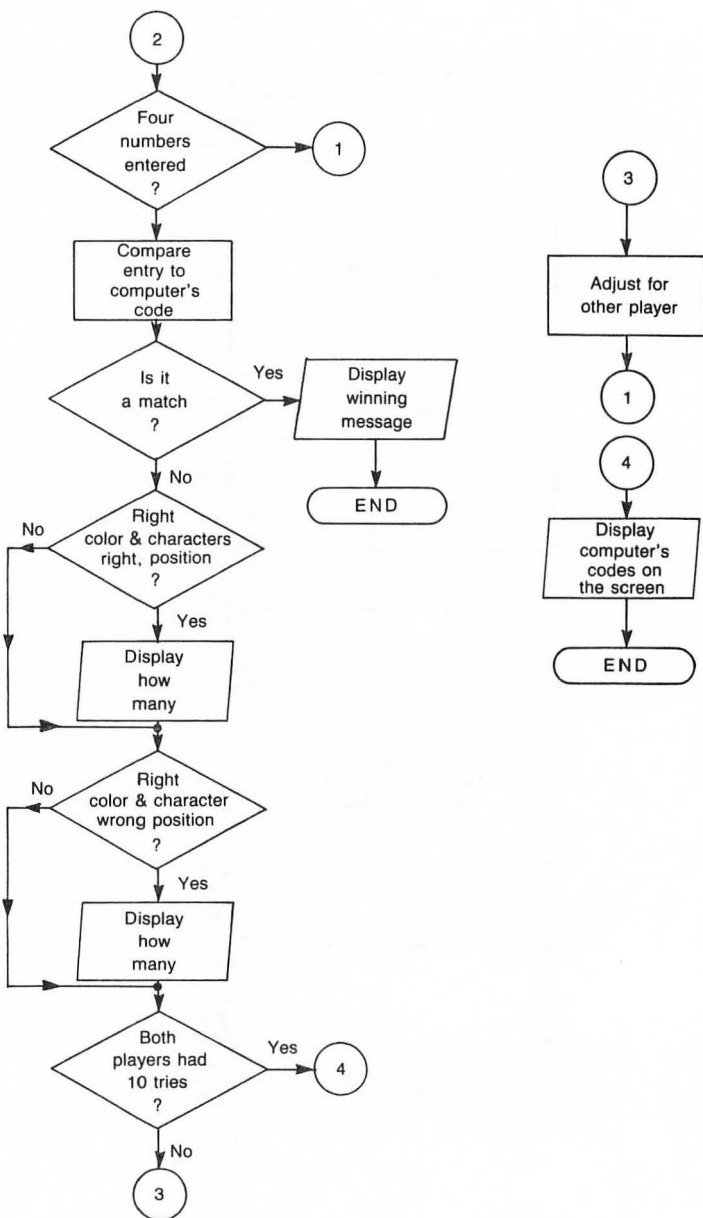 2
Four
numbers
entered
?
1
Compare
entry to
computer's
code
Is it
a match
?
Yes
Display
winning
message
END
No
Right
color & characters
right, position
?
No
Yes
Display
how
many
Right
color & character
wrong position
?
No
Yes
Display
how
many
Both
players had
10 tries
?
Yes
4
No
3
3
Adjust for
other player
1
4
Display
computer's
codes on
the screen
END